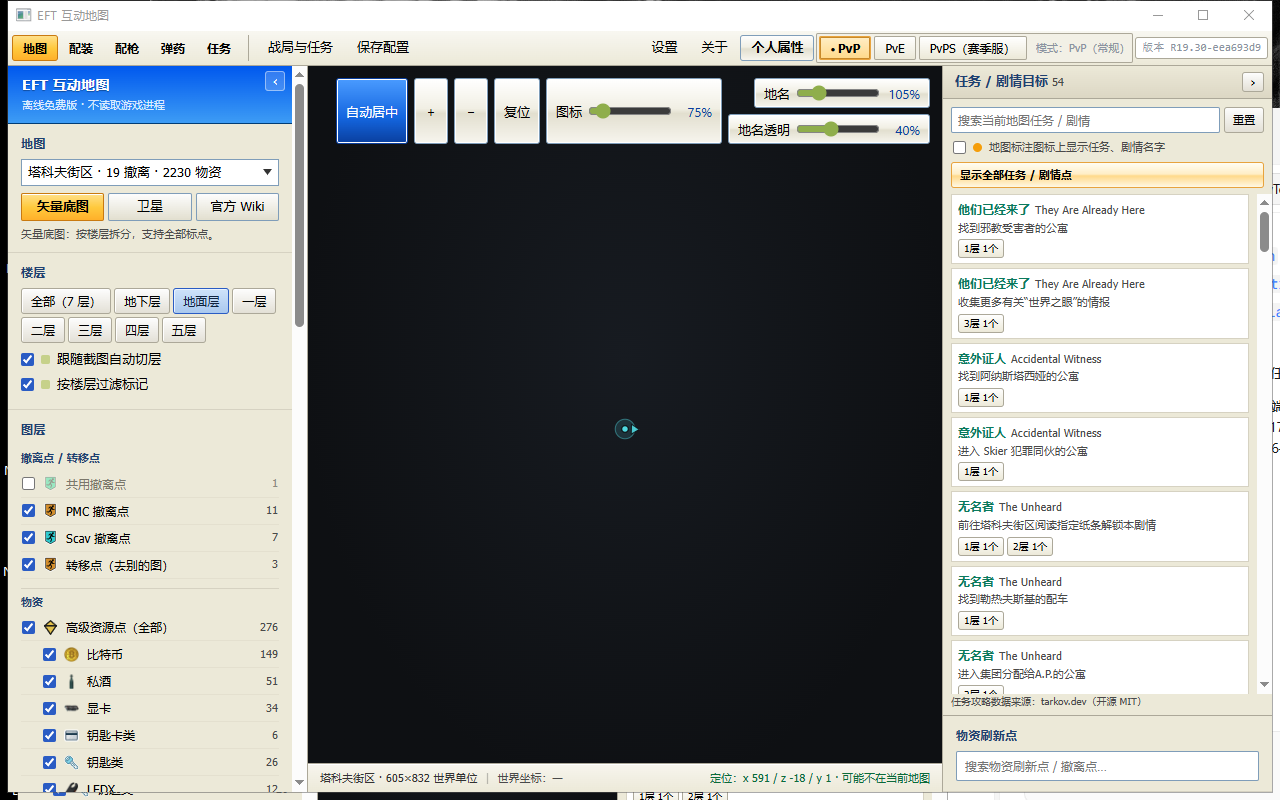 EFT 互动地图
地图 配装 配枪 弹药 任务 战局与任务 保存配置 设置 关于 个人属性 • PvP PvE PvPS（赛季服） 模式：PvP（常规） 版本 R19.30-eea693d9
EFT 互动地图
离线免费版 · 不读取游戏进程
地图
塔科夫街区 · 19 撤离 · 2230 物资
矢量底图 卫星 官方 Wiki
矢量底图：按楼层拆分，支持全部标点。
楼层
全部（7 层） 地下层 地面层 一层
二层 三层 四层 五层
跟随截图自动切层
按楼层过滤标记
图层
撤离点 / 转移点
共用撤离点 1
PMC 撤离点 11
Scav 撤离点 7
转移点（去别的图） 3
物资
高级资源点（全部） 276
比特币 149
私酒 51
显卡 34
钥匙卡类 6
钥匙类 26
LEDX 12
自动居中 + − 复位 图标 75%
地名 105%
地名透明 40%
塔科夫街区 · 605×832 世界单位 | 世界坐标：— 定位：x 591 / z -18 / y 1 · 可能不在当前地图
任务 / 剧情目标 54
搜索当前地图任务 / 剧情 重置
地图标注图标上显示任务、剧情名字
显示全部任务 / 剧情点
他们已经来了 They Are Already Here
找到邪教受害者的公寓
1层 1个
他们已经来了 They Are Already Here
收集更多有关“世界之眼”的情报
3层 1个
意外证人 Accidental Witness
找到阿纳斯塔西娅的公寓
1层 1个
意外证人 Accidental Witness
进入 Skier 犯罪同伙的公寓
1层 1个
无名者 The Unheard
前往塔科夫街区阅读指定纸条解锁本剧情
1层 1个 2层 1个
无名者 The Unheard
找到勒热夫斯基的配车
1层 1个
无名者 The Unheard
进入集团分配给A.P.的公寓
任务攻略数据来源：tarkov.dev（开源 MIT）
物资刷新点
搜索物资刷新点 / 撤离点...
1层 1个 2层 1个